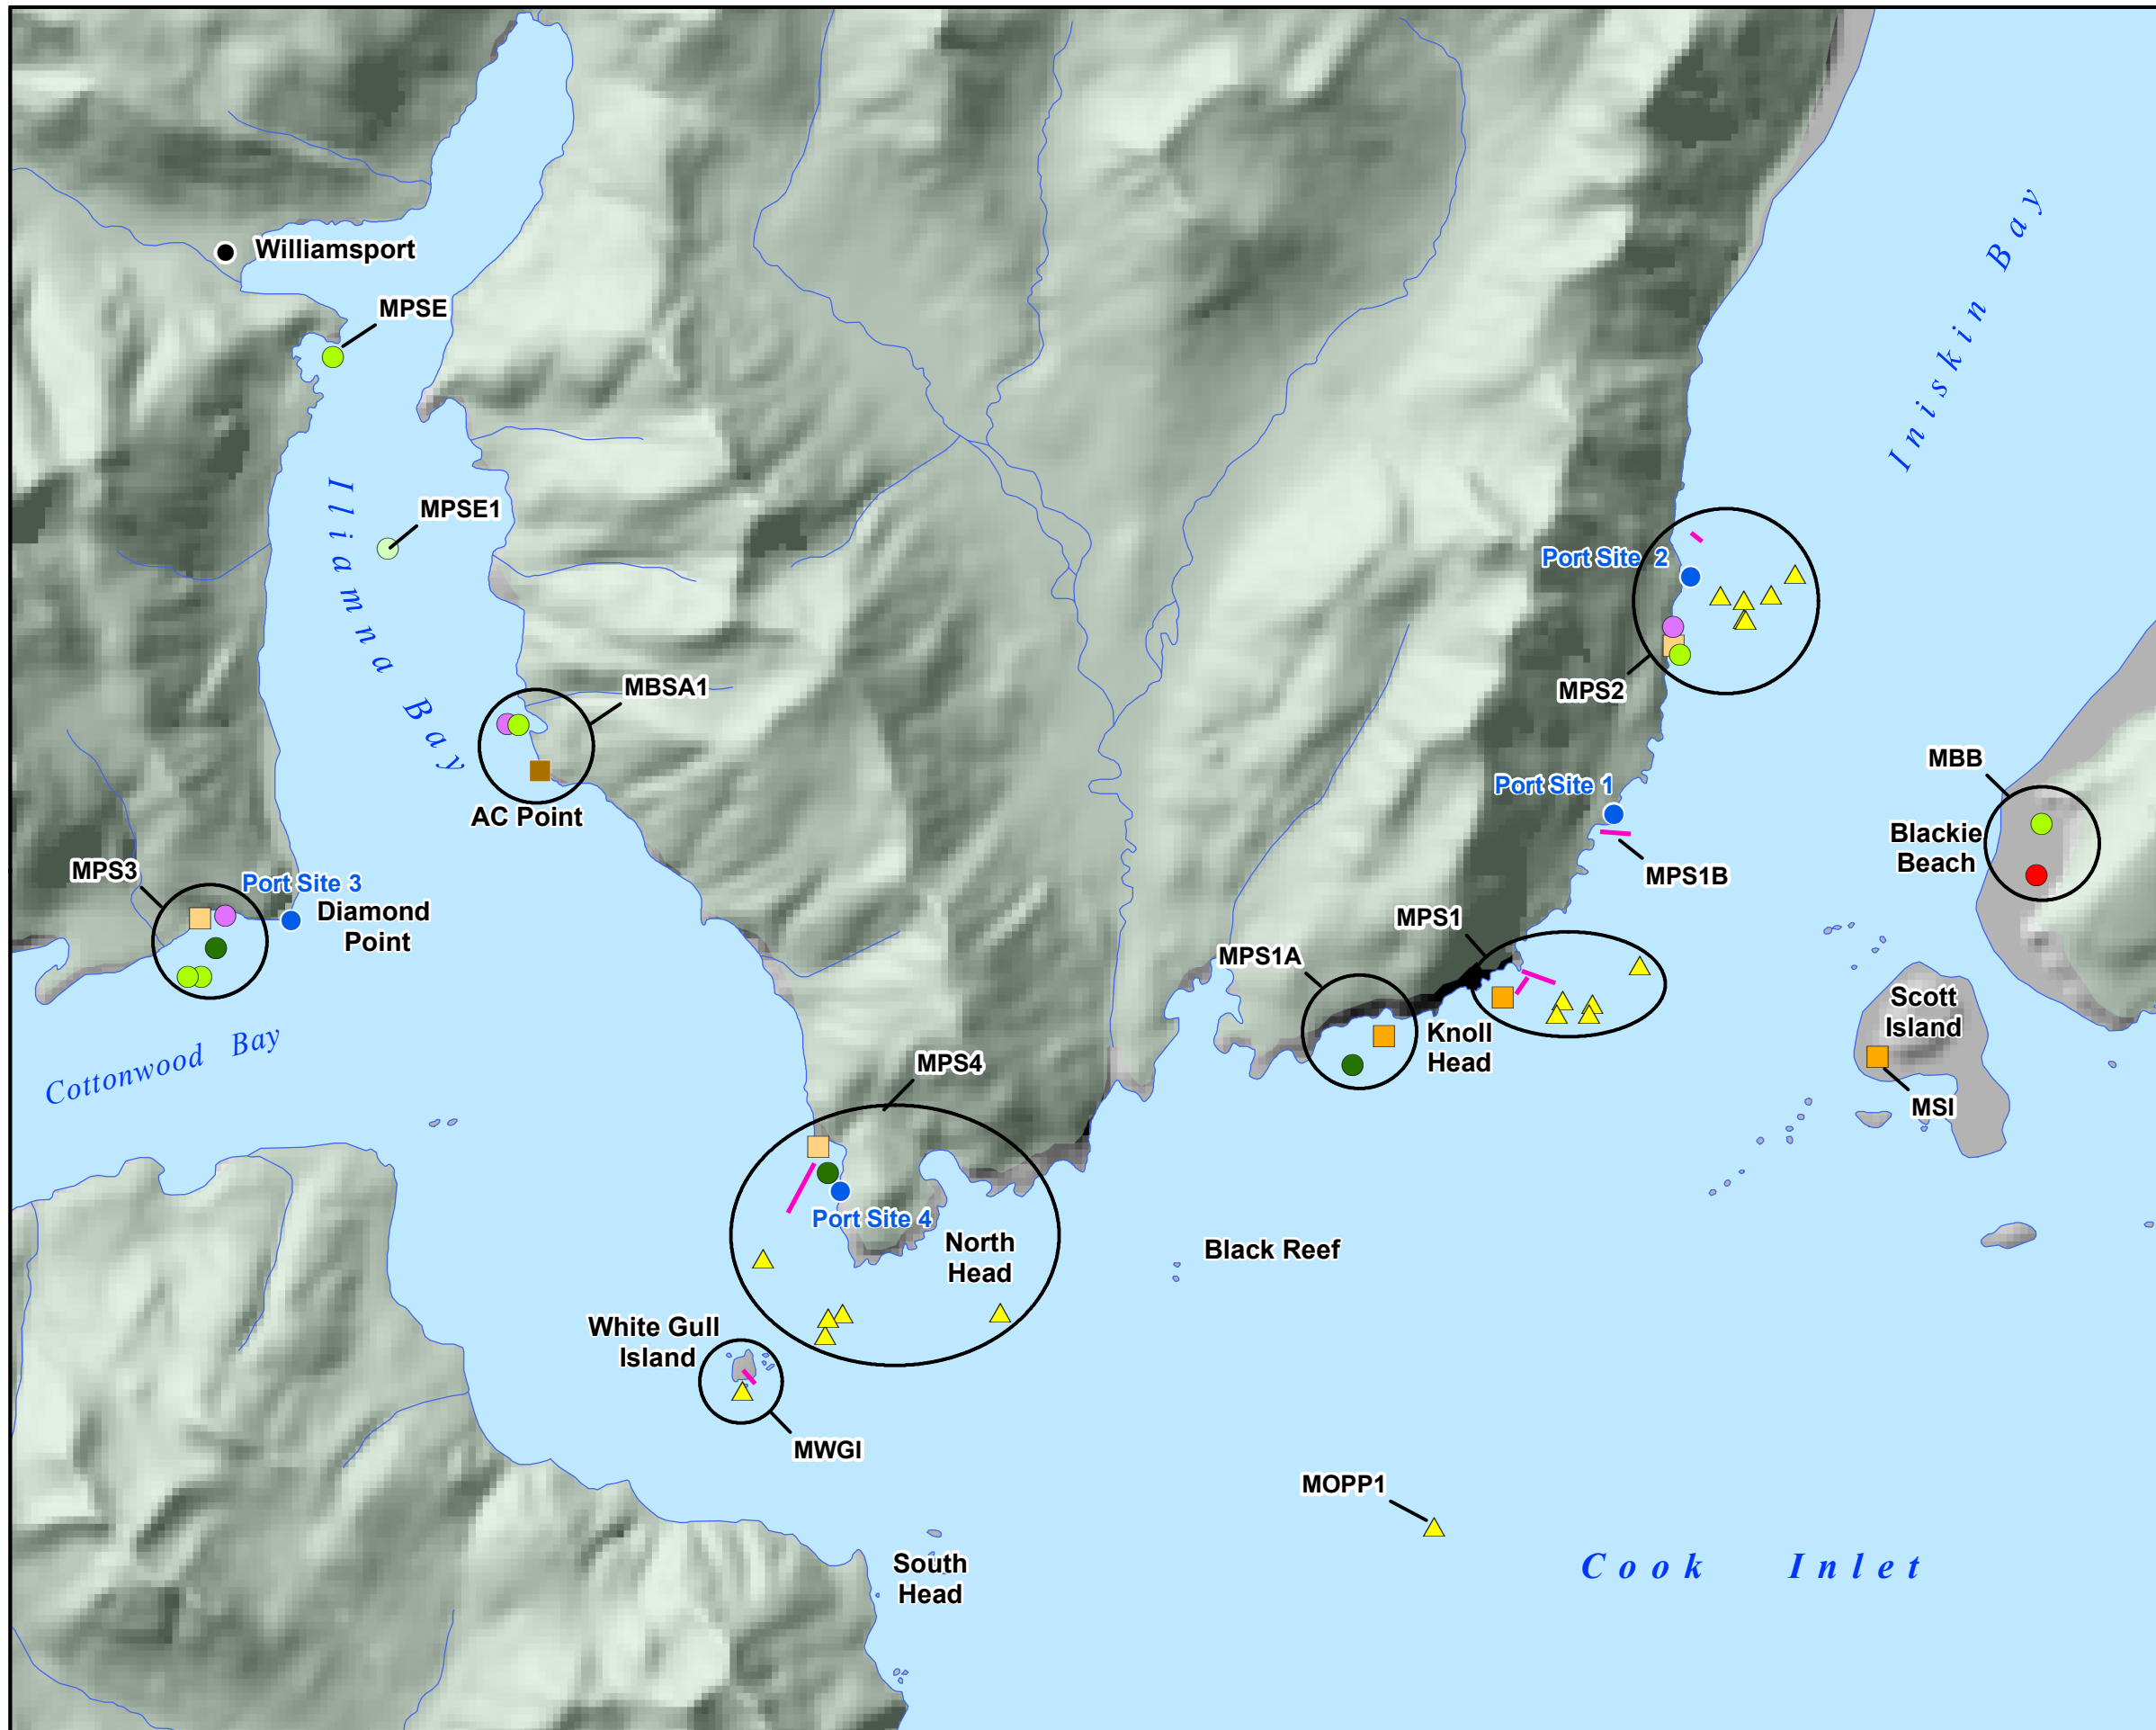 Williamsport
MPSE
Iniskin Bay
MPSE1
Iliamna Bay
Port Site 2
MPS2
MBSA1
AC Point
MBB
Port Site 1
Blackie
Beach
MPS1B
MPS3
Port Site 3
Diamond
Point
MPS1
MPS1A
Scott
Island
Knoll
Head
Cottonwood Bay
MPS4
MSI
Port Site 4
North
Head
Black Reef
White Gull
Island
MWGI
MOPP1
South
Head
Cook Inlet